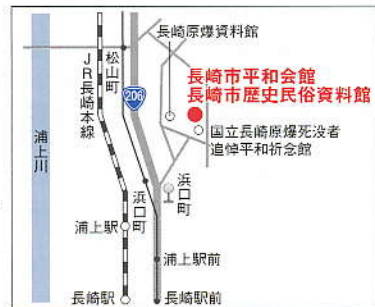 長崎原爆資料館
松山町
JR長崎本線
206
長崎市平和会館
長崎市歴史民俗資料館
国立長崎原爆死没者
追悼平和祈念館
浦上川
浜口町
浜口町
浦上駅
浦上駅前
長崎駅
長崎駅前